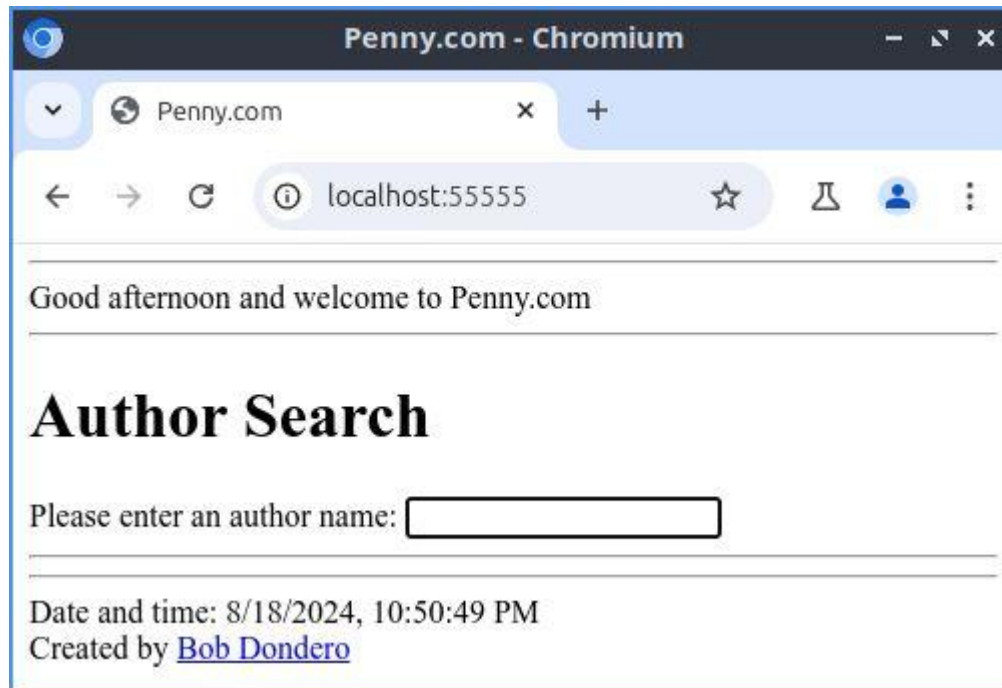 Penny.com - Chromium
Penny.com
localhost:55555
Good afternoon and welcome to Penny.com
Author Search
Please enter an author name:
Date and time: 8/18/2024, 10:50:49 PM
Created by Bob Dondero